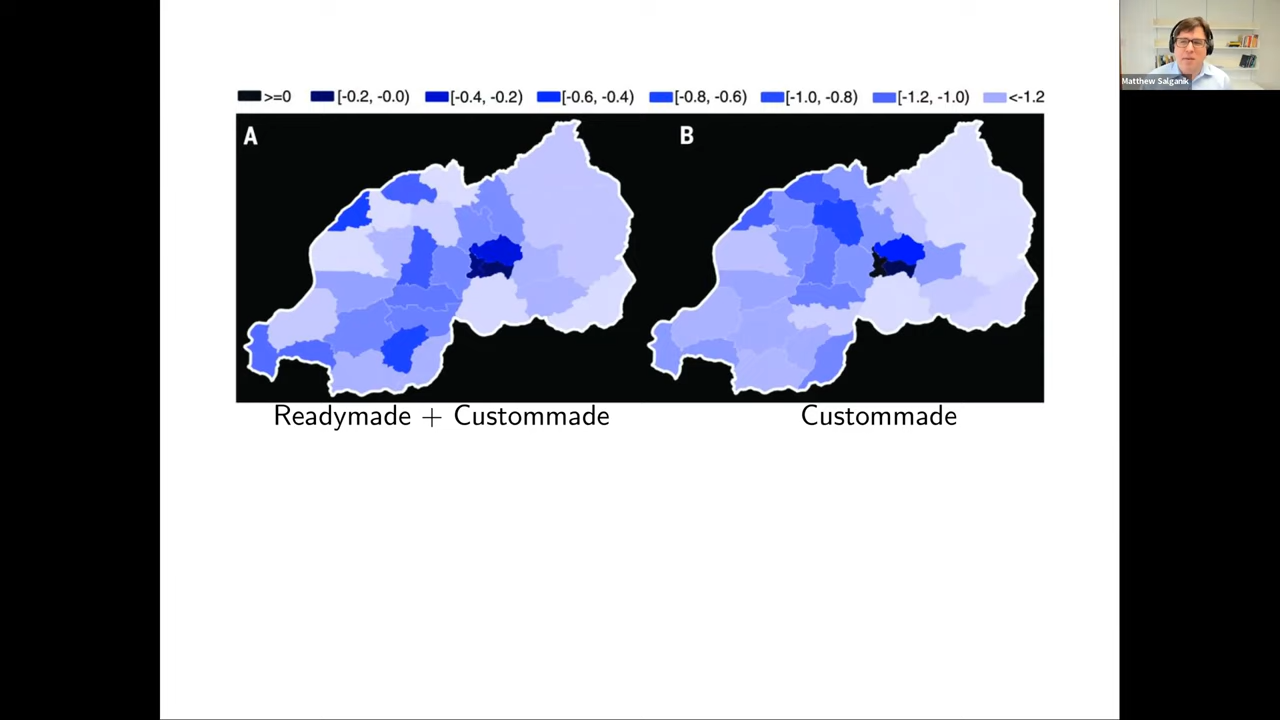 >=0 [-0.2, -0.0) [-0.4, -0.2) [-0.6, -0.4) [-0.8, -0.6) [-1.0, -0.8) [-1.2, -1.0) <-1.2
A B
Readymade + Custommade Custommade
Matthew Salganik